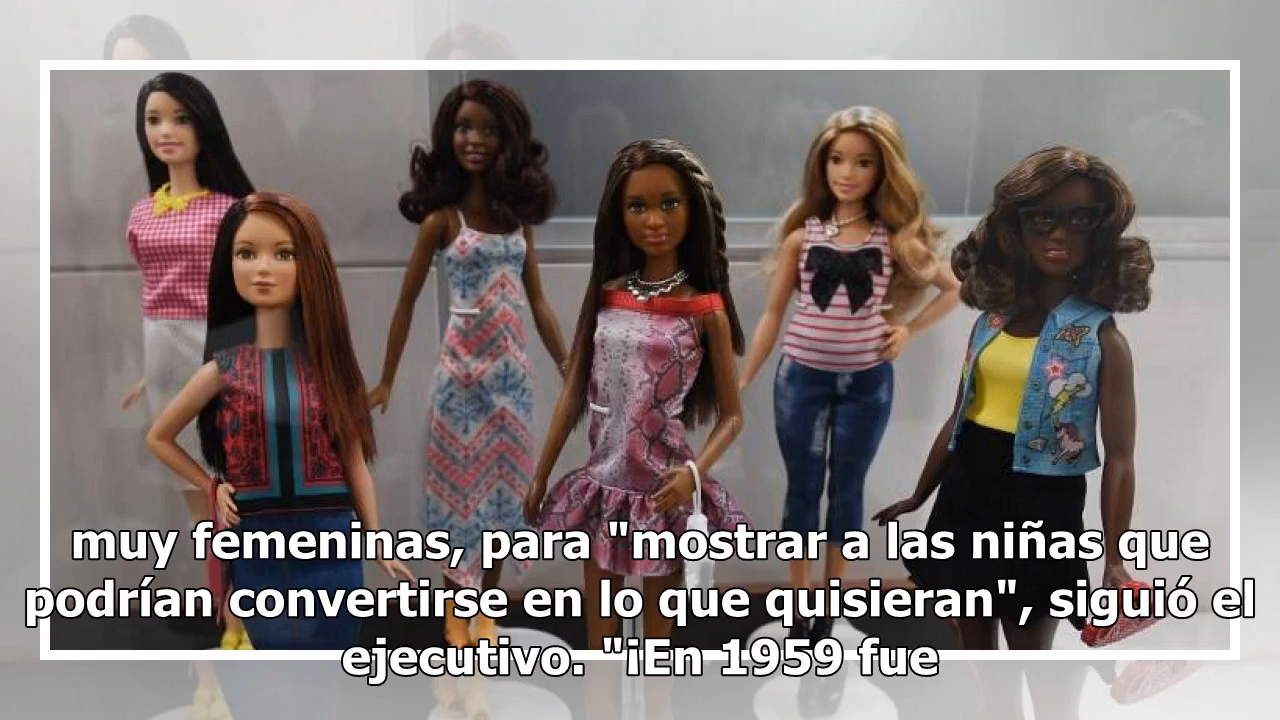 muy femeninas, para "mostrar a las niñas que
podrían convertirse en lo que quisieran", siguió el
ejecutivo. "¡En 1959 fue